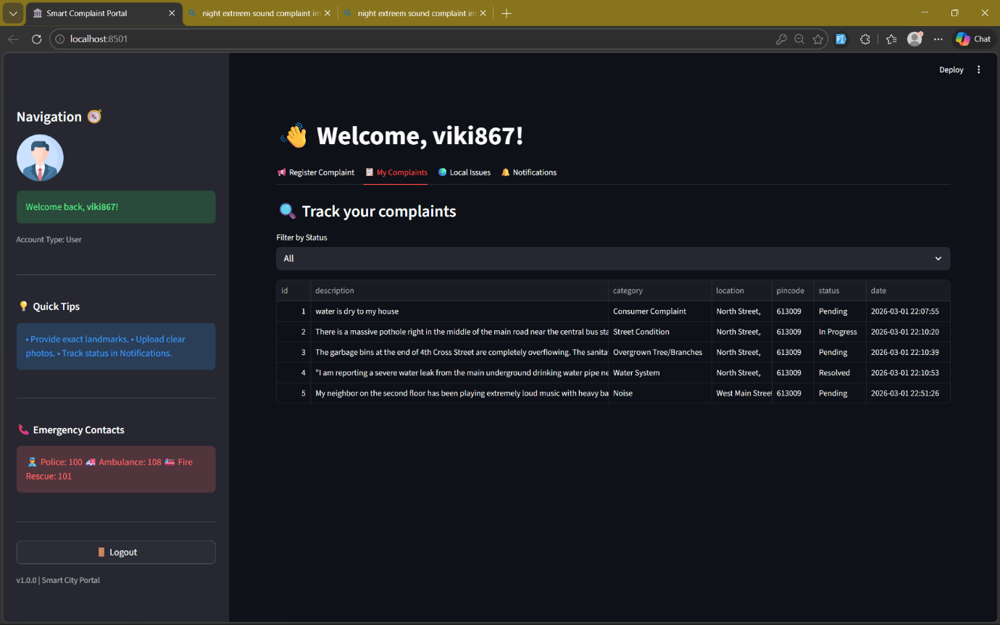 Smart Complaint Portal
night extreem sound complaint im
night extreem sound complaint im
localhost:8501
Chat
Deploy
Navigation
Welcome back, viki867!
Account Type: User
Quick Tips
• Provide exact landmarks. • Upload clear
photos. • Track status in Notifications.
Emergency Contacts
Police: 100 Ambulance: 108 Fire
Rescue: 101
Logout
v1.0.0 | Smart City Portal
Welcome, viki867!
Register Complaint My Complaints Local Issues Notifications
Track your complaints
Filter by Status
All
id description category location pincode status date
1 water is dry to my house Consumer Complaint North Street, 613009 Pending 2026-03-01 22:07:55
2 There is a massive pothole right in the middle of the main road near the central bus sta Street Condition North Street, 613009 In Progress 2026-03-01 22:10:20
3 The garbage bins at the end of 4th Cross Street are completely overflowing. The sanita Overgrown Tree/Branches North Street, 613009 Pending 2026-03-01 22:10:39
4 "I am reporting a severe water leak from the main underground drinking water pipe ne Water System North Street, 613009 Resolved 2026-03-01 22:10:53
5 My neighbor on the second floor has been playing extremely loud music with heavy ba Noise West Main Street 613009 Pending 2026-03-01 22:51:26